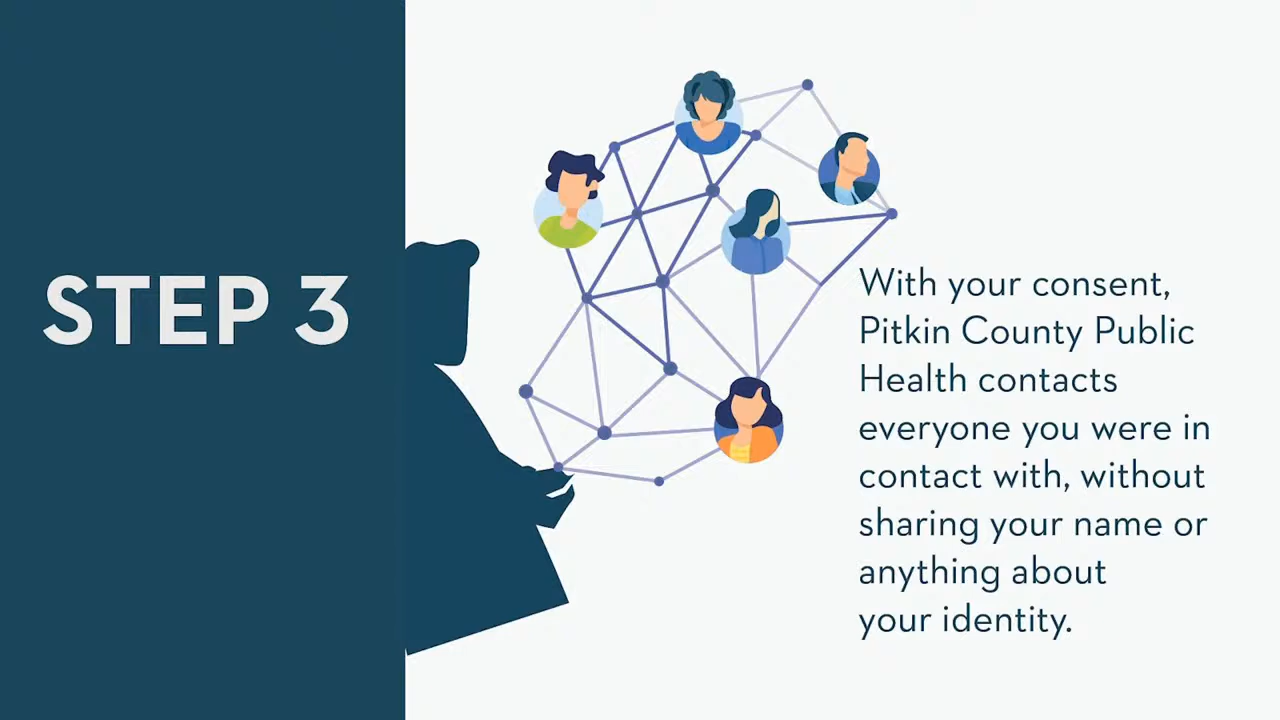 STEP 3
With your consent,
Pitkin County Public
Health contacts
everyone you were in
contact with, without
sharing your name or
anything about
your identity.